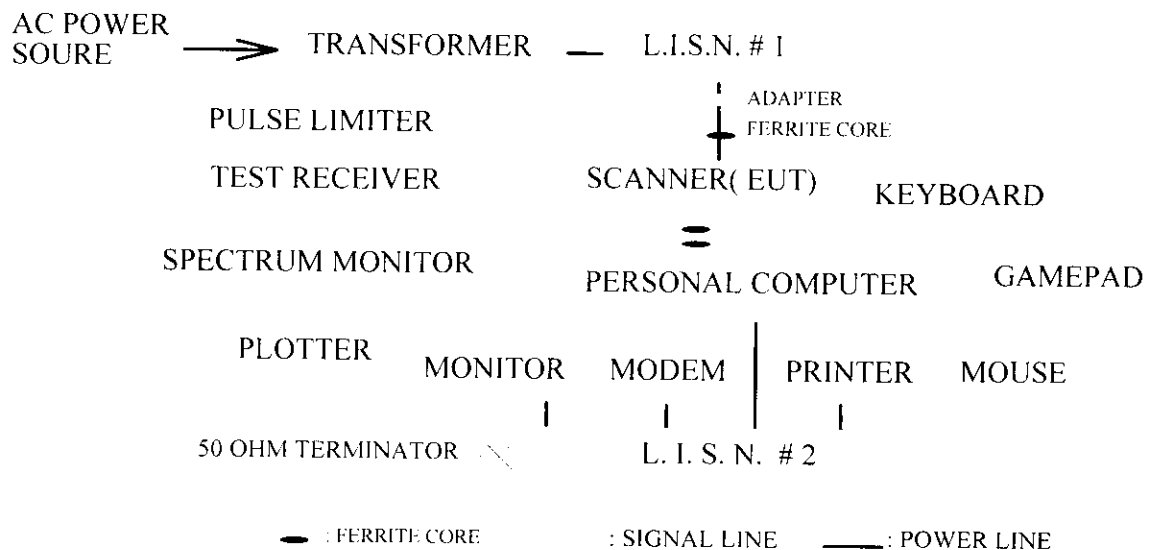 AC POWER
SOURE
TRANSFORMER
L.I.S.N. # 1
ADAPTER
FERRITE CORE
PULSE LIMITER
TEST RECEIVER
SCANNER( EUT)
KEYBOARD
SPECTRUM MONITOR
PERSONAL COMPUTER
GAMEPAD
PLOTTER
MONITOR
MODEM
PRINTER
MOUSE
50 OHM TERMINATOR
L. I. S. N. # 2
: FERRITE CORE
: SIGNAL LINE
: POWER LINE